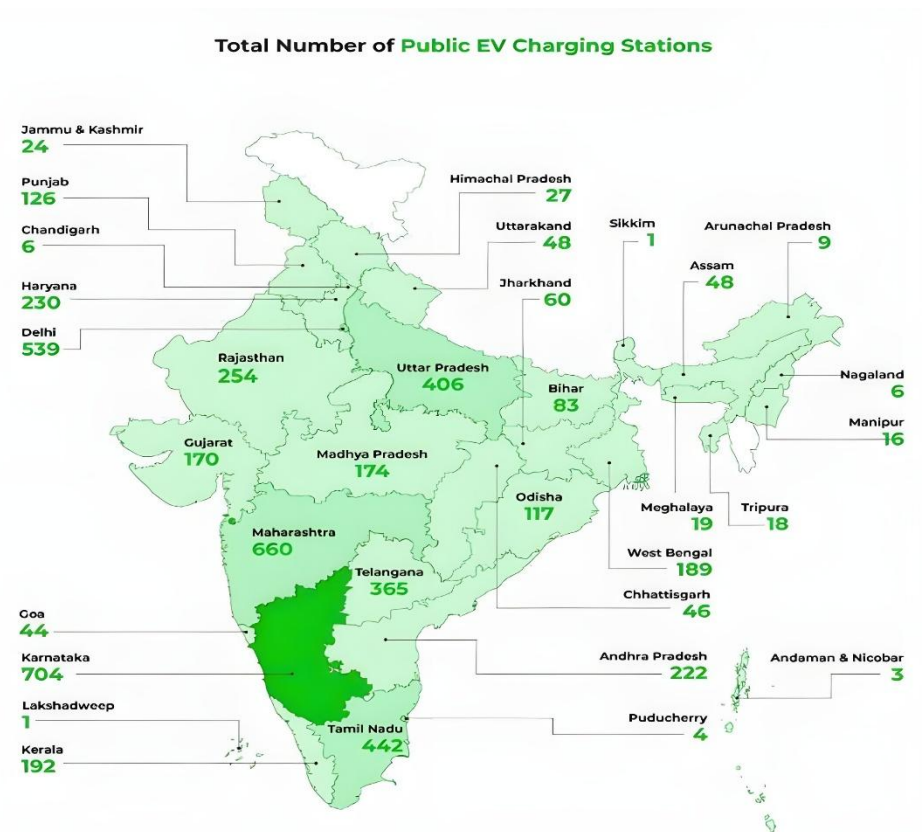 Total Number of Public EV Charging Stations
Jammu & Kashmir
24
Punjab
126
Chandigarh
6
Haryana
230
Delhi
539
Himachal Pradesh
27
Uttarakand
48
Jharkhand
60
Sikkim
1
Arunachal Pradesh
9
Assam
48
Rajasthan
254
Uttar Pradesh
406
Bihar
83
Nagaland
6
Manipur
16
Gujarat
170
Madhya Pradesh
174
Odisha
117
Meghalaya
19
Tripura
18
Maharashtra
660
Telangana
365
West Bengal
189
Chhattisgarh
46
Goa
44
Karnataka
704
Lakshadweep
1
Kerala
192
Tamil Nadu
442
Andhra Pradesh
222
Puducherry
4
Andaman & Nicobar
3